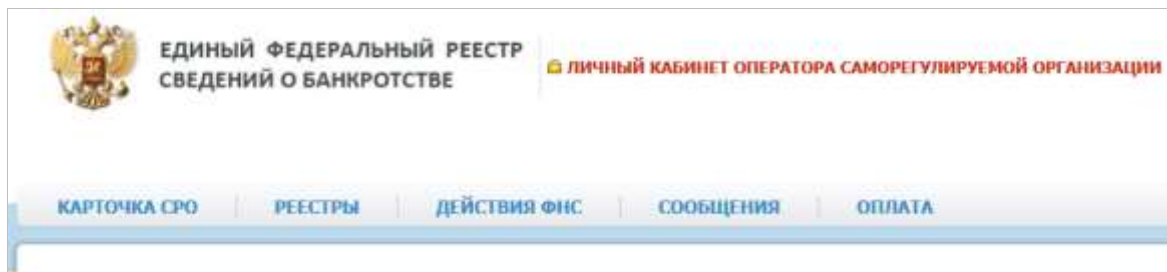 ЕДИНЫЙ ФЕДЕРАЛЬНЫЙ РЕЕСТР
СВЕДЕНИЙ О БАНКРОТСТВЕ
ЛИЧНЫЙ КАБИНЕТ ОПЕРАТОРА САМОРЕГУЛИРУЕМОЙ ОРГАНИЗАЦИИ
КАРТОЧКА СРО РЕЕСТРЫ ДЕЙСТВИЯ ФНС СООБЩЕНИЯ ОПЛАТА